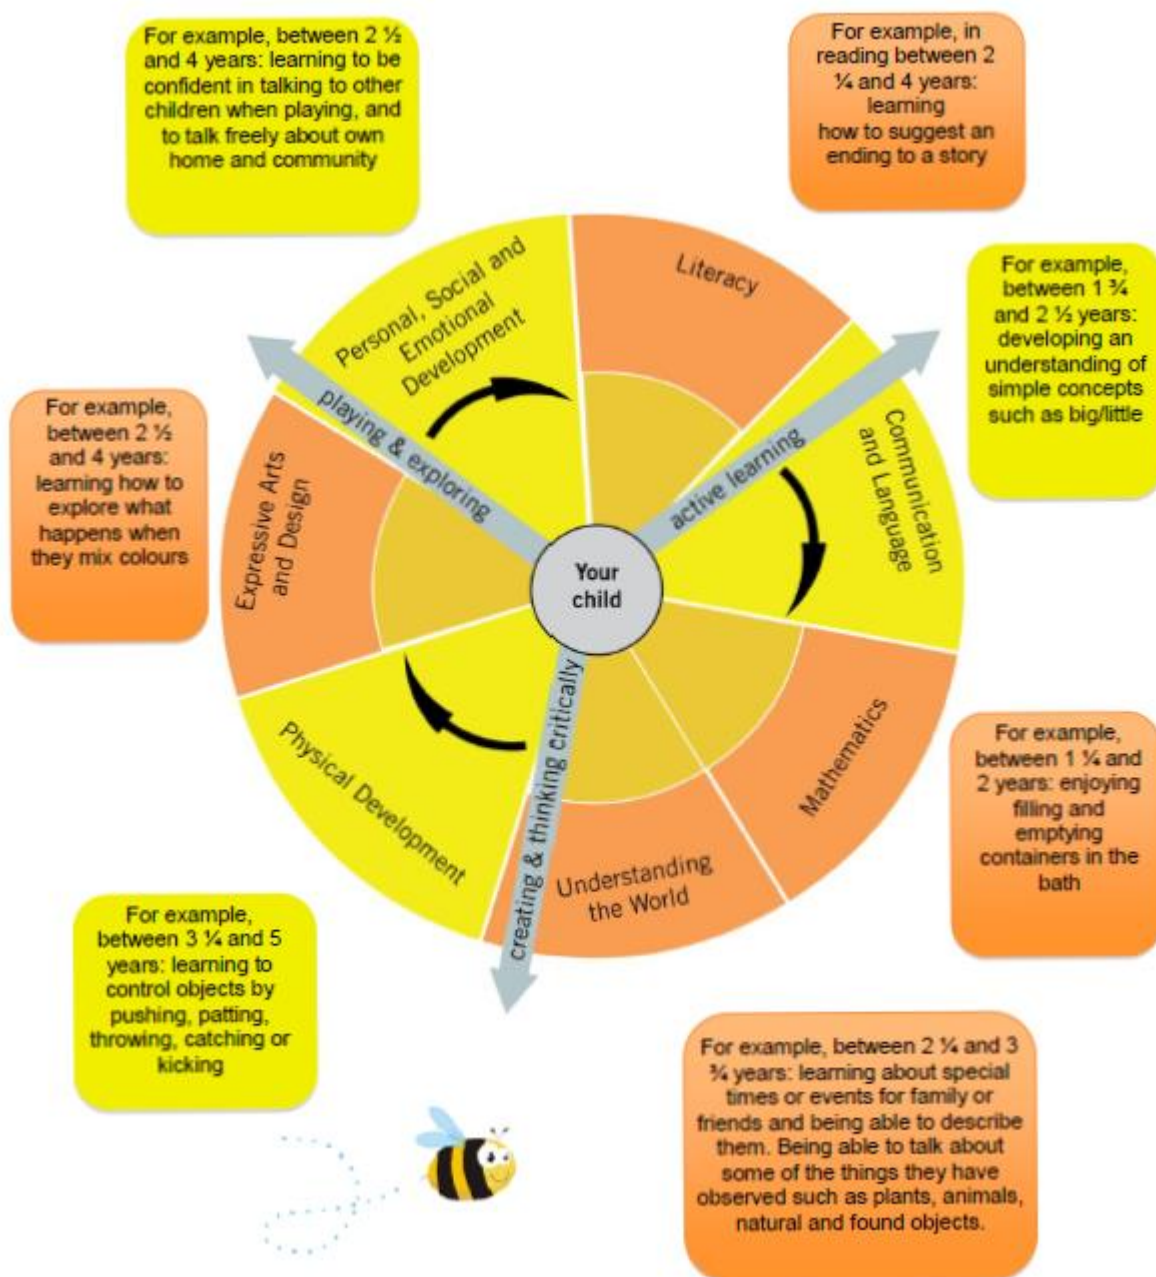 For example, between 2 ½
and 4 years: learning to be
confident in talking to other
children when playing, and
to talk freely about own
home and community
For example, in
reading between 2
¼ and 4 years:
learning
how to suggest an
ending to a story
For example,
between 1 ¾
and 2 ½ years:
developing an
understanding of
simple concepts
such as big/little
For example,
between 2 ½
and 4 years:
learning how to
explore what
happens when
they mix colours
Personal, Social and
Emotional
Development
Literacy
Communication
and Language
Expressive Arts
and Design
Physical Development
Understanding
the World
Mathematics
playing & exploring
active learning
creating & thinking critically
Your
child
For example,
between 1 ¼ and
2 years: enjoying
filling and
emptying
containers in the
bath
For example,
between 3 ¼ and 5
years: learning to
control objects by
pushing, patting,
throwing, catching or
kicking
For example, between 2 ¼ and 3
¾ years: learning about special
times or events for family or
friends and being able to describe
them. Being able to talk about
some of the things they have
observed such as plants, animals,
natural and found objects.